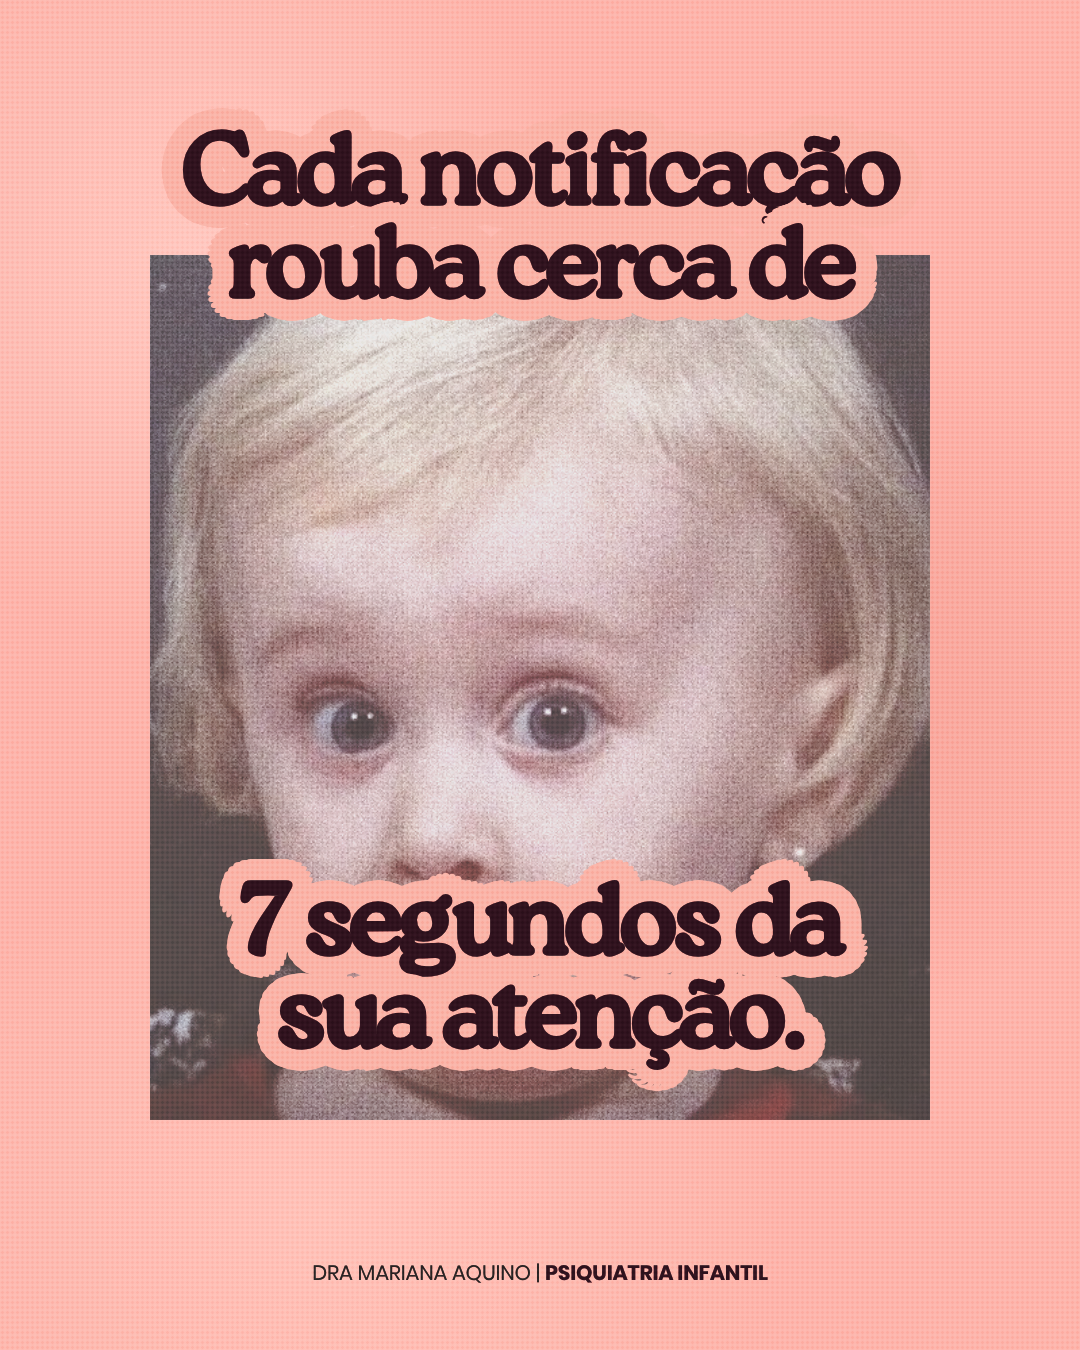 Cada notificação
rouba cerca de
7 segundos da
sua atenção.
DRA MARIANA AQUINO | PSIQUIATRIA INFANTIL